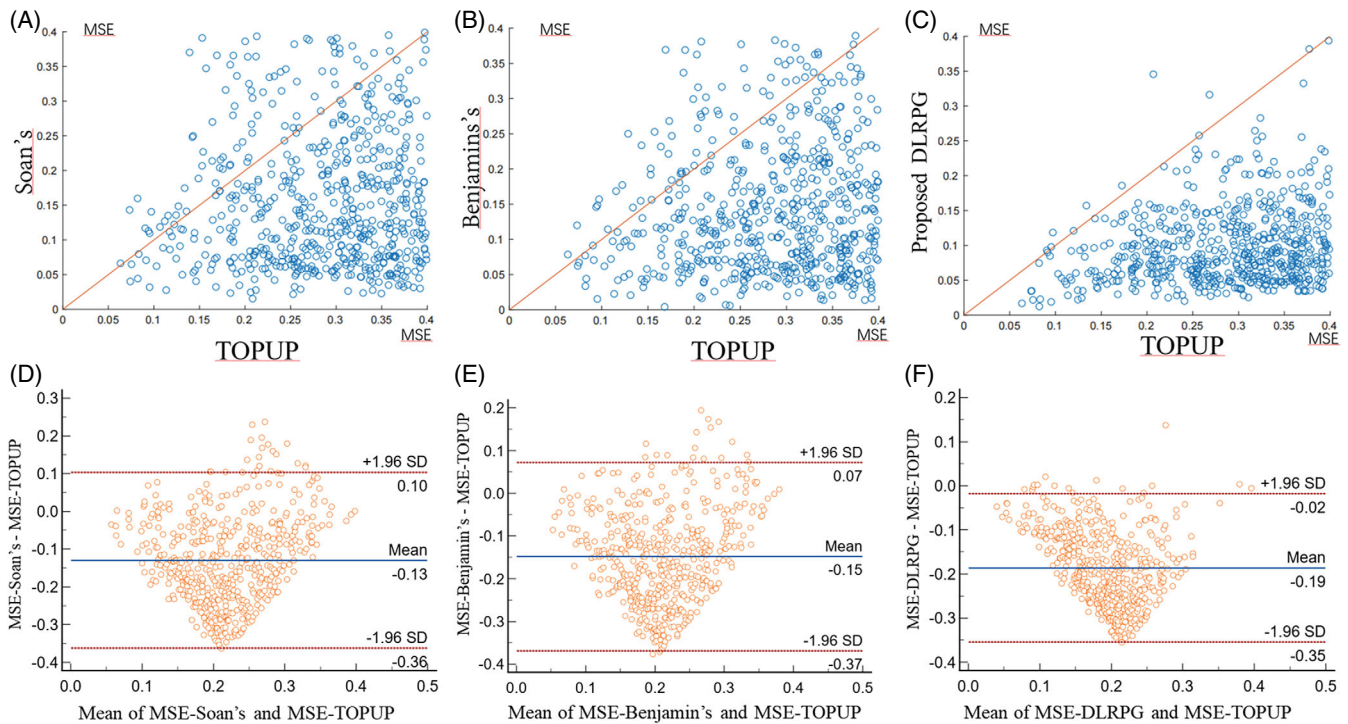 (A)
MSE
0.4
0.35
0.3
0.25
0.2
0.15
0.1
0.05
0
Soan's
0 0.05 0.1 0.15 0.2 0.25 0.3 0.35 0.4
MSE
TOPUP
(B)
MSE
0.4
0.35
0.3
0.25
0.2
0.15
0.1
0.05
0
Benjamins's
0 0.05 0.1 0.15 0.2 0.25 0.3 0.35 0.4
MSE
TOPUP
(C)
MSE
0.4
0.35
0.3
0.25
0.2
0.15
0.1
0.05
0
Proposed DLRPG
0 0.05 0.1 0.15 0.2 0.25 0.3 0.35 0.4
MSE
TOPUP
(D)
0.3
0.2
0.1
0.0
-0.1
-0.2
-0.3
-0.4
MSE-Soan's - MSE-TOPUP
+1.96 SD
0.10
Mean
-0.13
-1.96 SD
-0.36
0.0 0.1 0.2 0.3 0.4 0.5
Mean of MSE-Soan's and MSE-TOPUP
(E)
0.2
0.1
0.0
-0.1
-0.2
-0.3
-0.4
MSE-Benjamin's - MSE-TOPUP
+1.96 SD
0.07
Mean
-0.15
-1.96 SD
-0.37
0.0 0.1 0.2 0.3 0.4 0.5
Mean of MSE-Benjamin's and MSE-TOPUP
(F)
0.2
0.1
0.0
-0.1
-0.2
-0.3
-0.4
MSE-DLRPG - MSE-TOPUP
+1.96 SD
-0.02
Mean
-0.19
-1.96 SD
-0.35
0.0 0.1 0.2 0.3 0.4 0.5
Mean of MSE-DLRPG and MSE-TOPUP